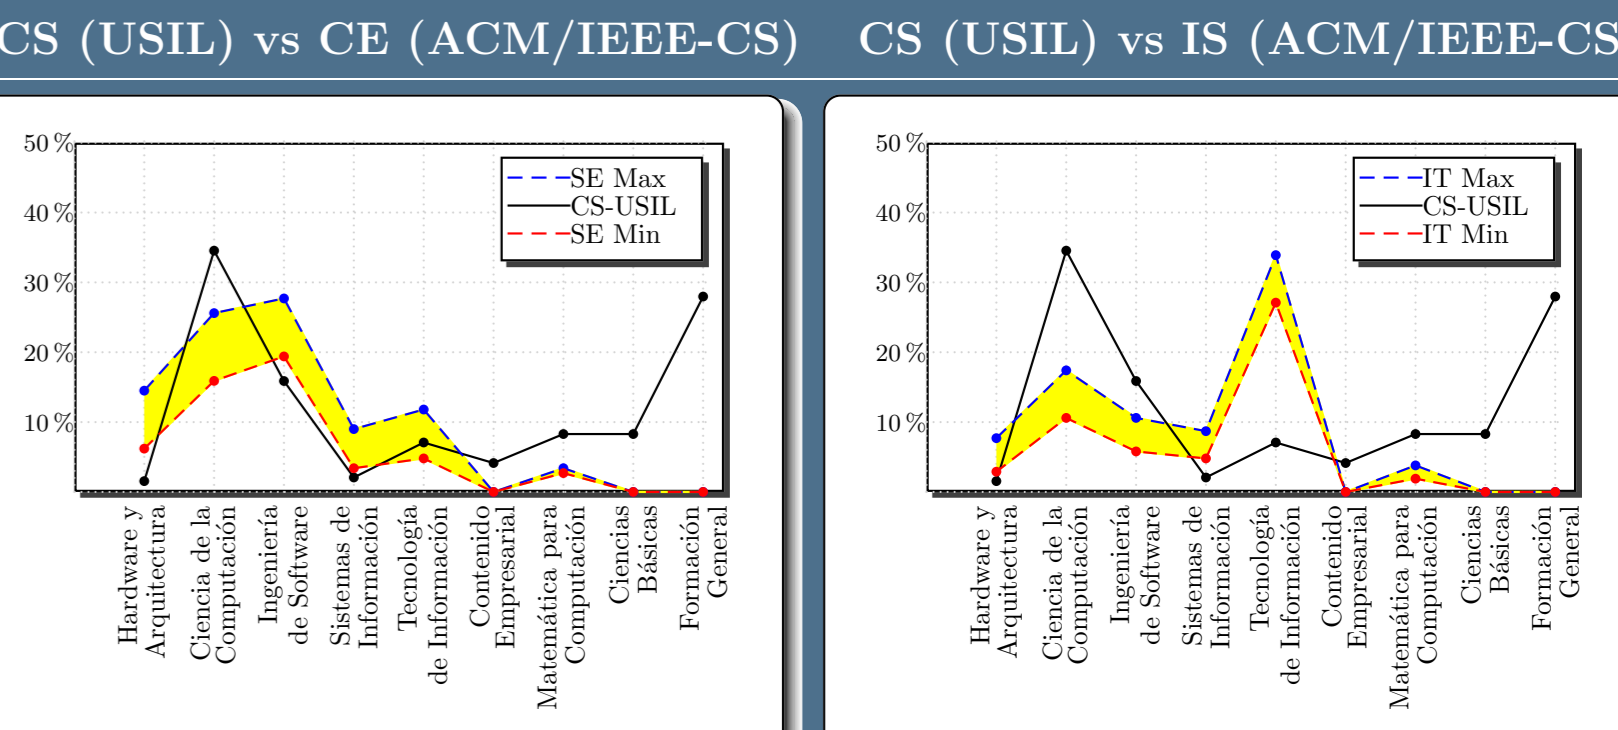 CS (USIL) vs CE (ACM/IEEE-CS)
50 %
40 %
30 %
20 %
10 %
SE Max
CS-USIL
SE Min
Hardware y
Arquitectura
Ciencia de la
Computación
Ingeniería
de Software
Sistemas de
Información
Tecnología
de Información
Contenido
Empresarial
Matemática para
Computación
Ciencias
Básicas
Formación
General
CS (USIL) vs IS (ACM/IEEE-CS
50 %
40 %
30 %
20 %
10 %
IT Max
CS-USIL
IT Min
Hardware y
Arquitectura
Ciencia de la
Computación
Ingeniería
de Software
Sistemas de
Información
Tecnología
de Información
Contenido
Empresarial
Matemática para
Computación
Ciencias
Básicas
Formación
General